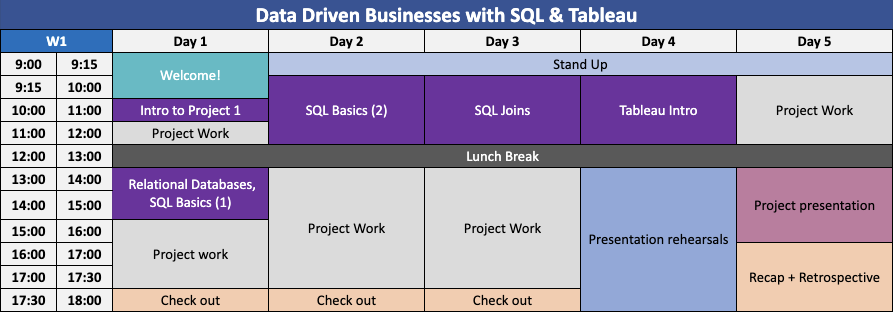 Data Driven Businesses with SQL & Tableau
W1 Day 1 Day 2 Day 3 Day 4 Day 5
9:00 9:15 Welcome! Stand Up
9:15 10:00
10:00 11:00 Intro to Project 1 SQL Basics (2) SQL Joins Tableau Intro Project Work
11:00 12:00 Project Work
12:00 13:00 Lunch Break
13:00 14:00 Relational Databases,
14:00 15:00 SQL Basics (1) Project presentation
15:00 16:00 Project Work Project Work
16:00 17:00 Project work Presentation rehearsals
17:00 17:30 Recap + Retrospective
17:30 18:00 Check out Check out Check out